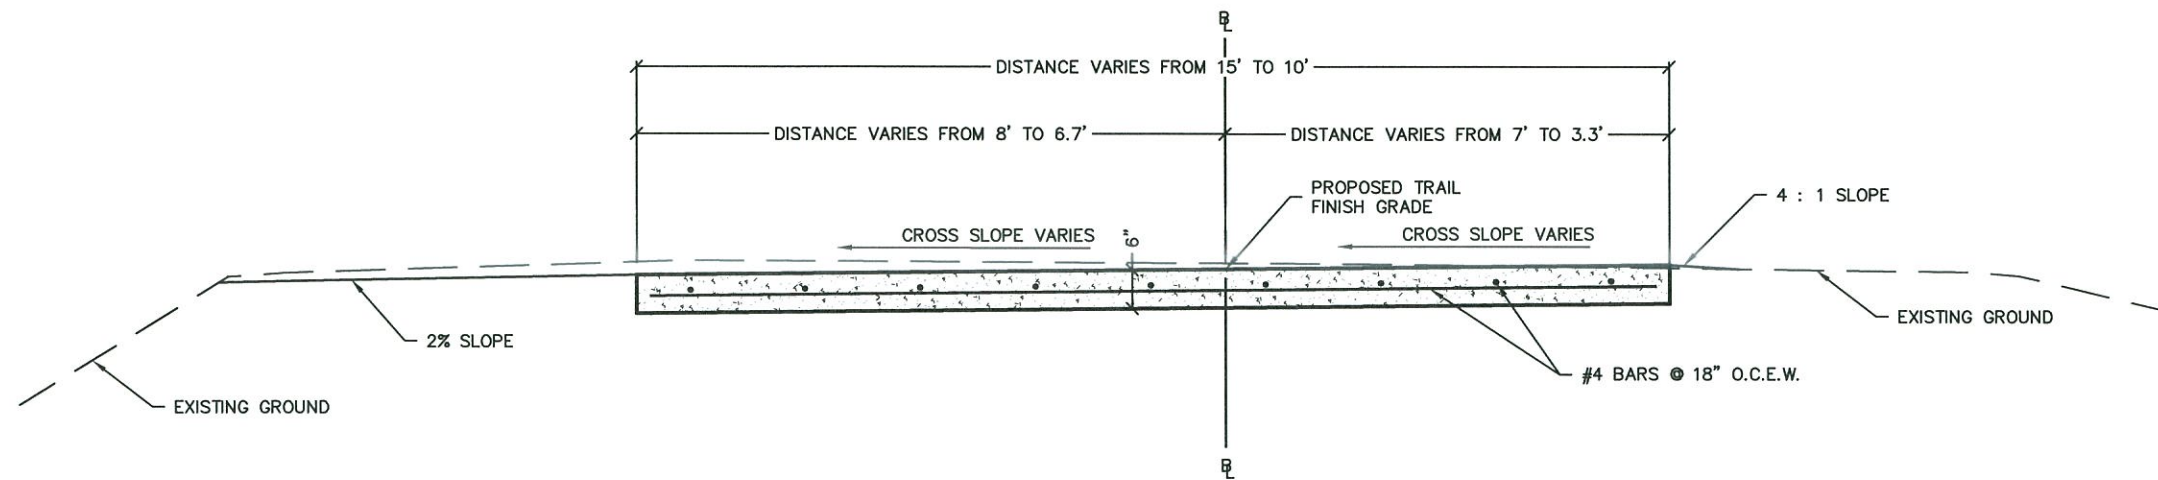 ℄
DISTANCE VARIES FROM 15' TO 10'
DISTANCE VARIES FROM 8' TO 6.7'
DISTANCE VARIES FROM 7' TO 3.3'
PROPOSED TRAIL
FINISH GRADE
4 : 1 SLOPE
CROSS SLOPE VARIES
6"
CROSS SLOPE VARIES
2% SLOPE
EXISTING GROUND
#4 BARS @ 18" O.C.E.W.
EXISTING GROUND
BL